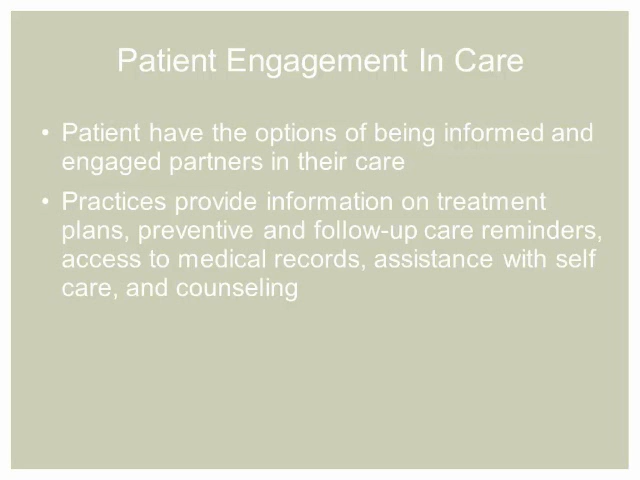 Patient Engagement In Care
• Patient have the options of being informed and
engaged partners in their care
• Practices provide information on treatment
plans, preventive and follow-up care reminders,
access to medical records, assistance with self
care, and counseling